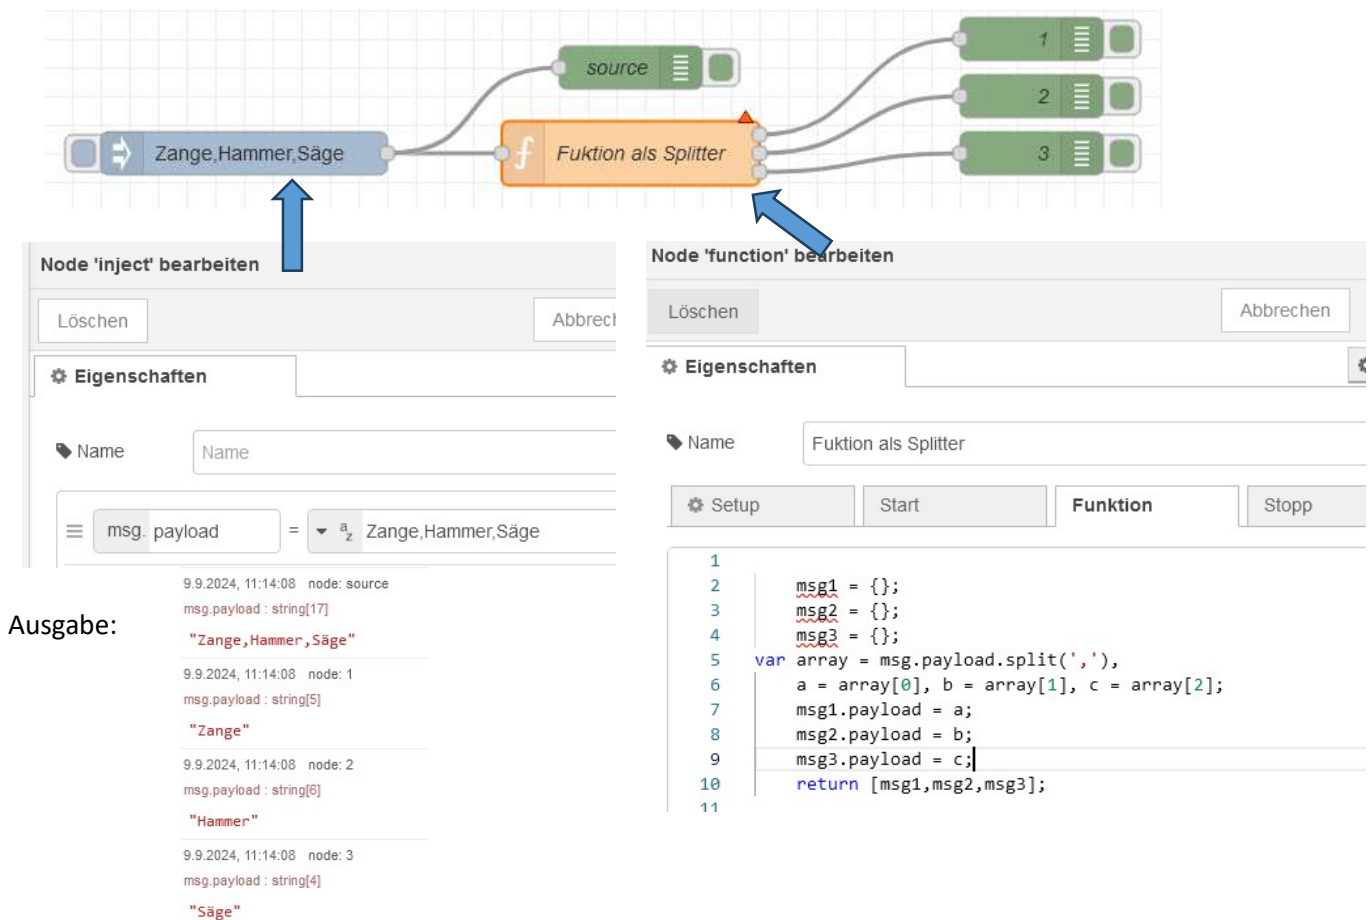 source
1
2
3
Zange,Hammer,Säge
Fuktion als Splitter
Node 'inject' bearbeiten
Löschen
Abbrech
Eigenschaften
Name
Name
msg. payload = az Zange,Hammer,Säge
Node 'function' bearbeiten
Löschen
Abbrechen
Eigenschaften
Name
Fuktion als Splitter
Setup
Start
Funktion
Stopp
1
2 msg1 = {};
3 msg2 = {};
4 msg3 = {};
5 var array = msg.payload.split(','),
6 a = array[0], b = array[1], c = array[2];
7 msg1.payload = a;
8 msg2.payload = b;
9 msg3.payload = c;
10 return [msg1,msg2,msg3];
11
Ausgabe:
9.9.2024, 11:14:08 node: source
msg.payload : string[17]
"Zange,Hammer,Säge"
9.9.2024, 11:14:08 node: 1
msg.payload : string[5]
"Zange"
9.9.2024, 11:14:08 node: 2
msg.payload : string[6]
"Hammer"
9.9.2024, 11:14:08 node: 3
msg.payload : string[4]
"Säge"